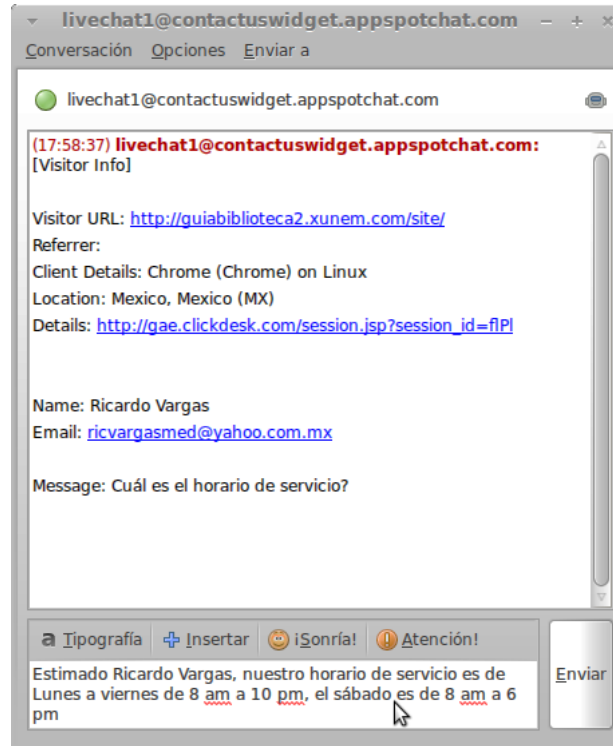 livechat1@contactuswidget.appspotchat.com
Conversación Opciones Enviar a
livechat1@contactuswidget.appspotchat.com
(17:58:37) livechat1@contactuswidget.appspotchat.com:
[Visitor Info]
Visitor URL: http://guiabiblioteca2.xunem.com/site/
Referrer:
Client Details: Chrome (Chrome) on Linux
Location: Mexico, Mexico (MX)
Details: http://gae.clickdesk.com/session.jsp?session_id=flPl
Name: Ricardo Vargas
Email: ricvargasmed@yahoo.com.mx
Message: Cuál es el horario de servicio?
a Tipografía Insertar ¡Sonría! ¡Atención!
Estimado Ricardo Vargas, nuestro horario de servicio es de
Lunes a viernes de 8 am a 10 pm, el sábado es de 8 am a 6
pm
Enviar